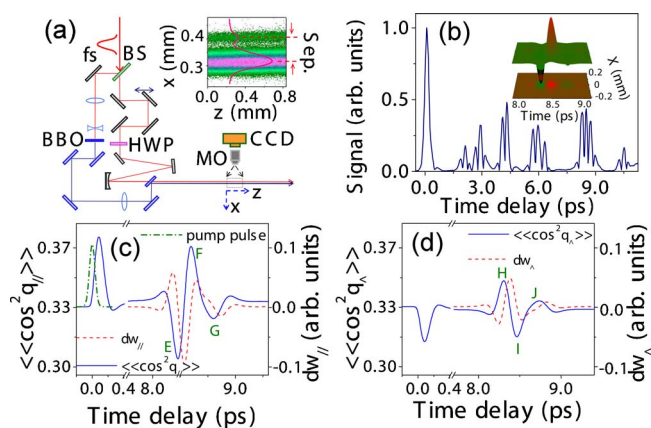 (a)
fs
BS
BBO
HWP
MO
CCD
z
x
x (mm)
0.4
0.3
0.0 0.2 0.4 0.6 0.8
z (mm)
Sep.
(b)
Signal (arb. units)
1.0
0.5
0.0
0.0 3.0 6.0 9.0
Time delay (ps)
X (mm)
0.2
-0.2
8.0 8.5 9.0
Time delay (ps)
(c)
pump pulse
<<cos²q//>>
0.37
0.33
0.30
E
F
G
dw//
<<cos²q//>>
0.1
0.0
-0.1
dw// (arb. units)
0.0 0.4 8.0 9.0
Time delay (ps)
(d)
<<cos²q^>>
dw^
<<cos²q^>>
0.37
0.33
0.30
H
I
J
0.1
0.0
-0.1
dw^ (arb. units)
0.0 0.4 8.0 9.0
Time delay (ps)